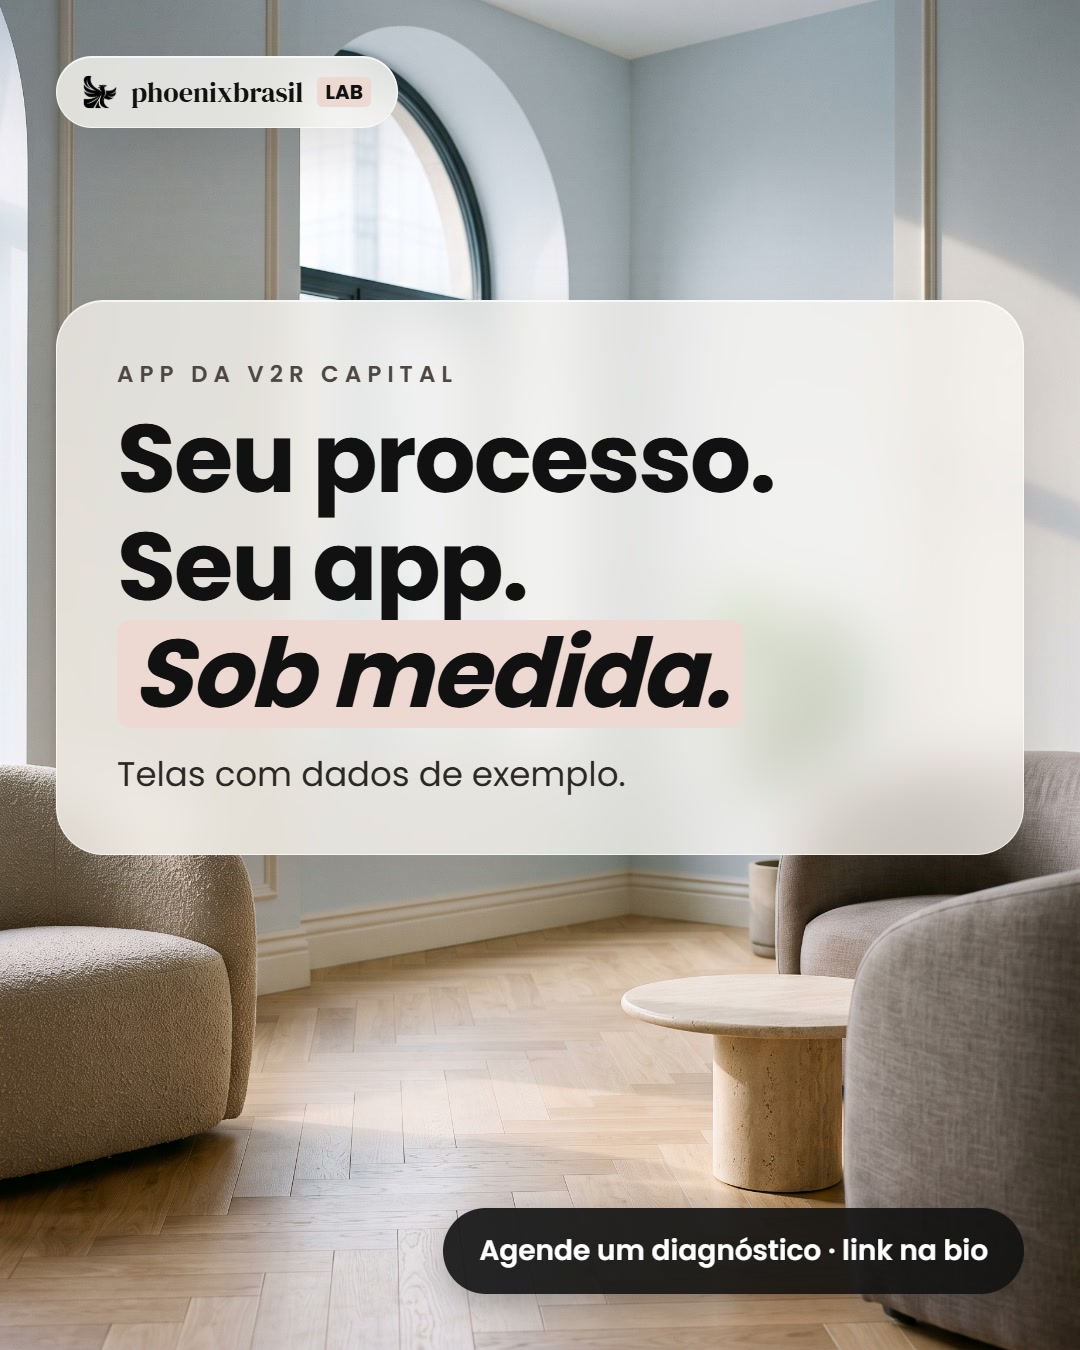 phoenixbrasil LAB
APP DA V2R CAPITAL
Seu processo.
Seu app.
Sob medida.
Telas com dados de exemplo.
Agende um diagnóstico · link na bio